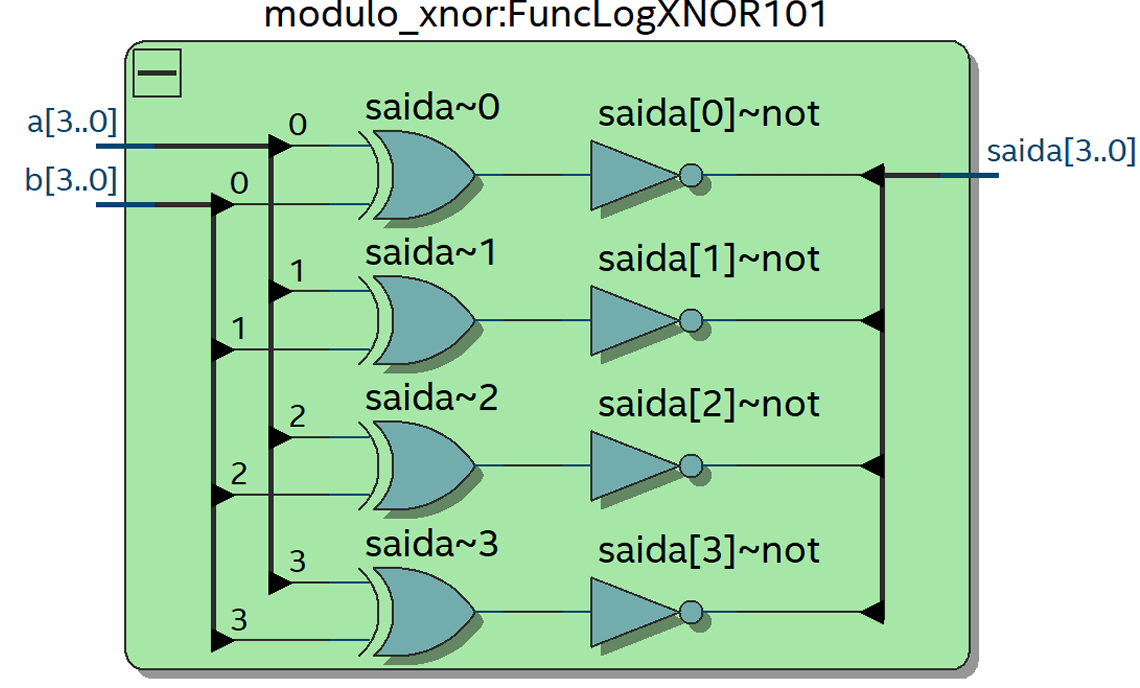 modulo_xnor:FuncLogXNOR101
saida~0
saida[0]~not
a[3..0]
0
saida[3..0]
b[3..0]
0
saida~1
saida[1]~not
1
1
saida~2
saida[2]~not
2
2
saida~3
saida[3]~not
3
3